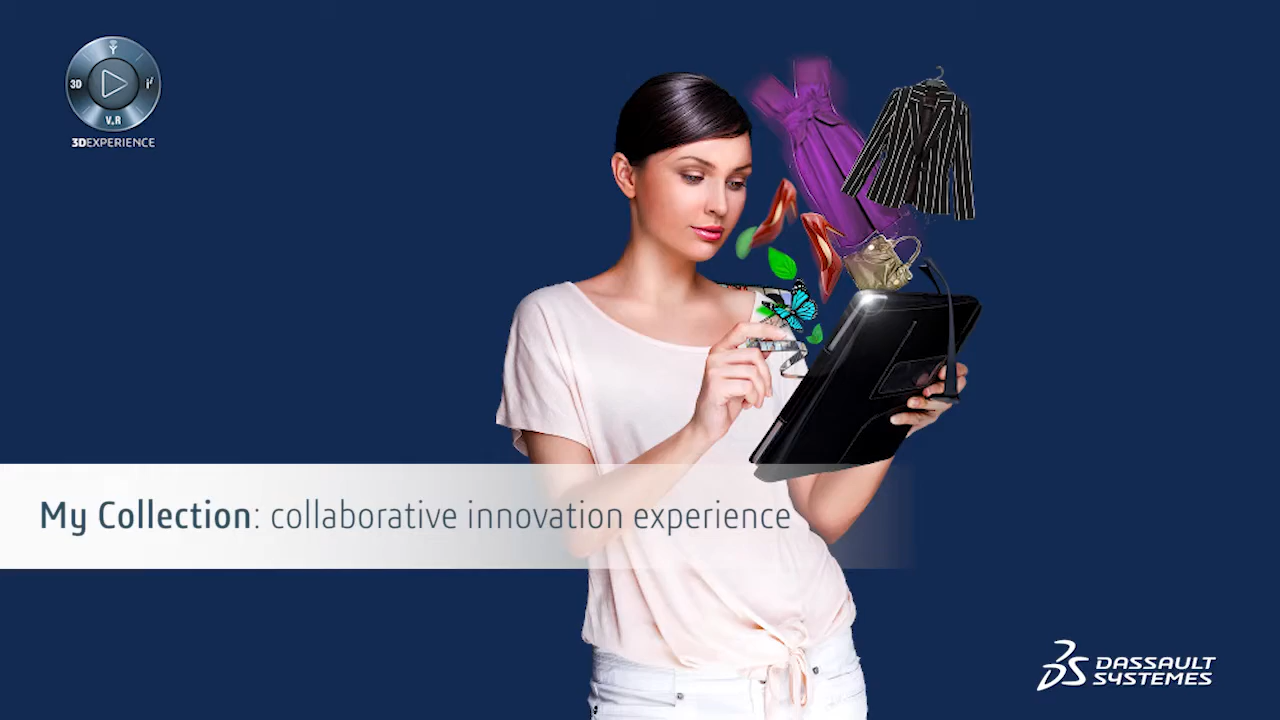 3D
V.R
3DEXPERIENCE
My Collection: collaborative innovation experience
DASSAULT
SYSTEMES